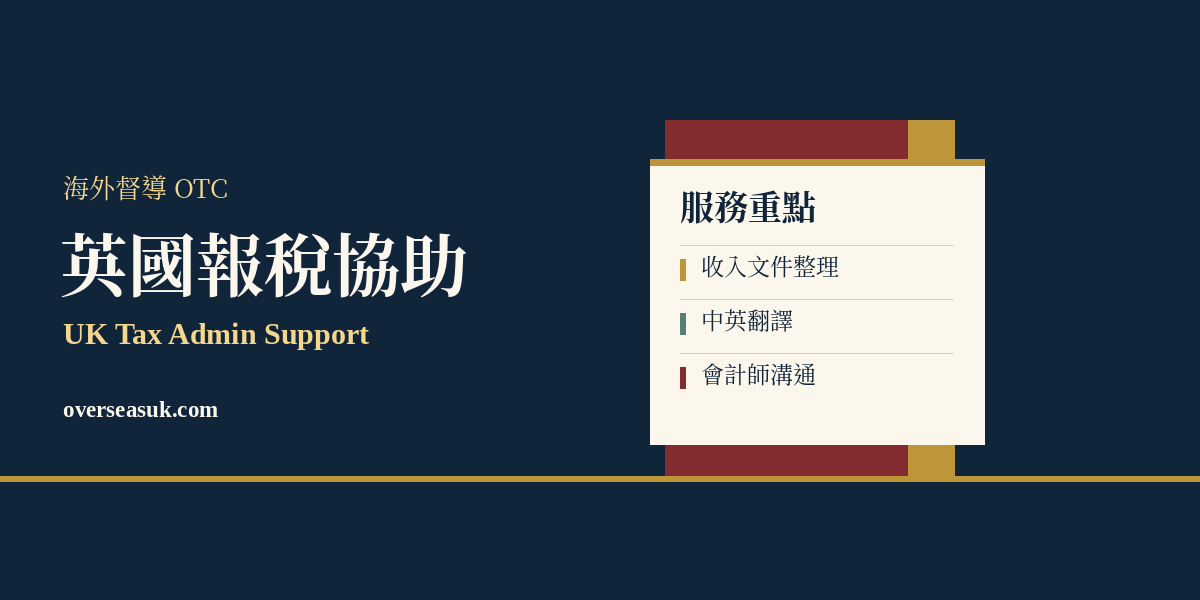 海外督導 OTC
英國報稅協助
UK Tax Admin Support
overseasuk.com
服務重點
收入文件整理
中英翻譯
會計師溝通